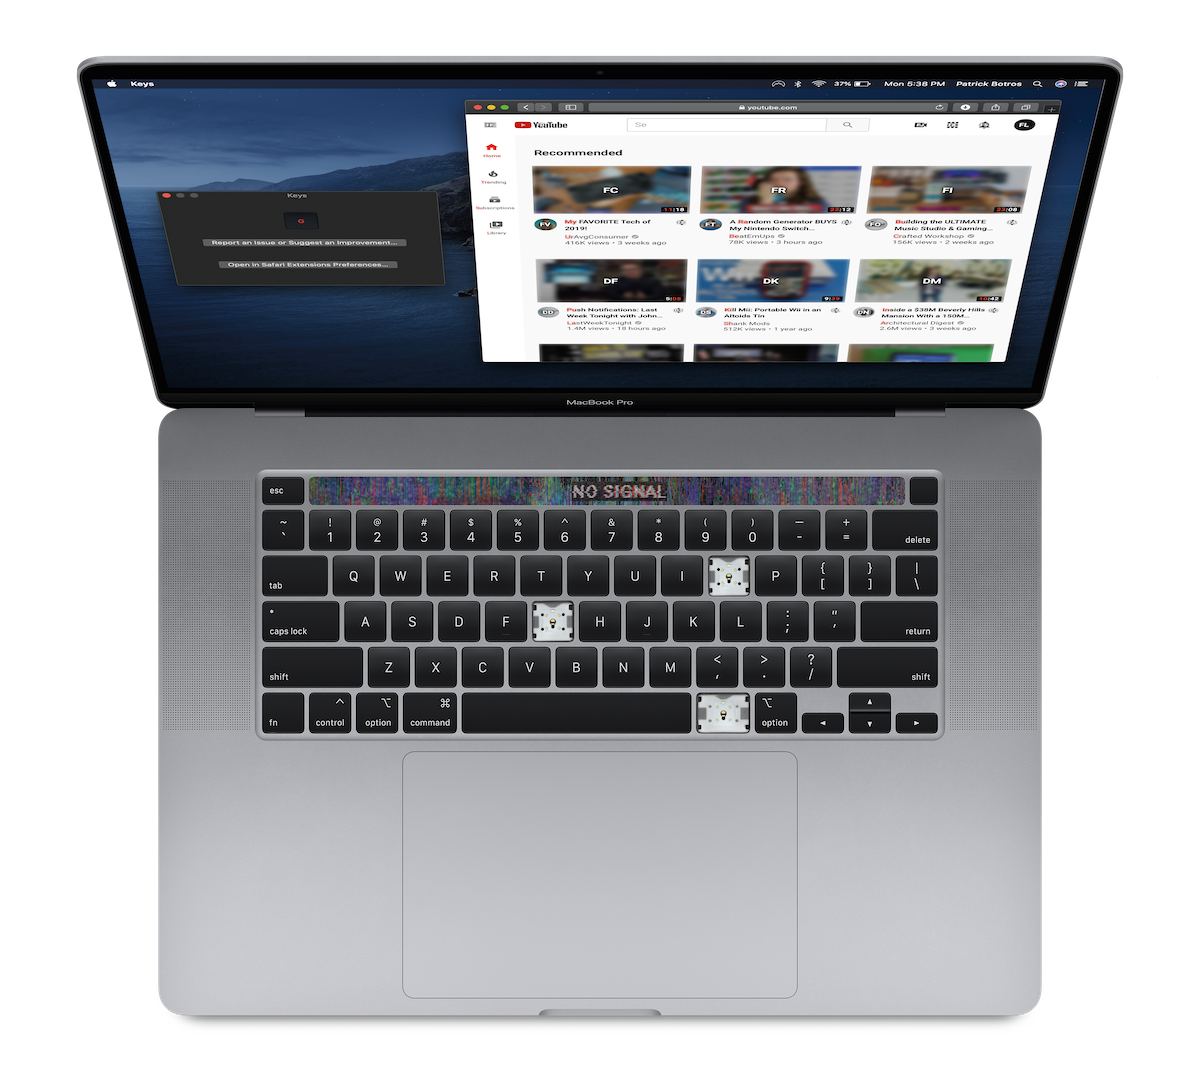 Keys
37%
Mon 5:38 PM
Patrick Botros
youtube.com
YouTube
Se
FL
Home
Trending
Subscriptions
Library
Recommended
FC
FR
FI
11|18
22|12
22|08
FV
My FAVORITE Tech of
2019!
UrAvgConsumer
416K views • 3 weeks ago
FT
A Random Generator BUYS
My Nintendo Switch...
BeatEmUps
78K views • 3 hours ago
FD
Building the ULTIMATE
Music Studio & Gaming...
Crafted Workshop
156K views • 2 weeks ago
DF
DK
DM
5|09
9|39
10|42
DD
Push Notifications: Last
Week Tonight with John...
LastWeekTonight
1.4M views • 18 hours ago
DS
Kill Mii: Portable Wii in an
Altoids Tin
Shank Mods
512K views • 1 year ago
DN
Inside a $38M Beverly Hills
Mansion With a 150M...
Architectural Digest
2.6M views • 3 weeks ago
Keys
G
Report an Issue or Suggest an Improvement...
Open in Safari Extensions Preferences...
MacBook Pro
esc
NO SIGNAL
~ ! @ # $ % ^ & * ( ) — +
` 1 2 3 4 5 6 7 8 9 0 - = delete
tab Q W E R T Y U I P { [ } ] | \
caps lock A S D F H J K L : ; " ' return
shift Z X C V B N M < , > . ? / shift
fn control option command option